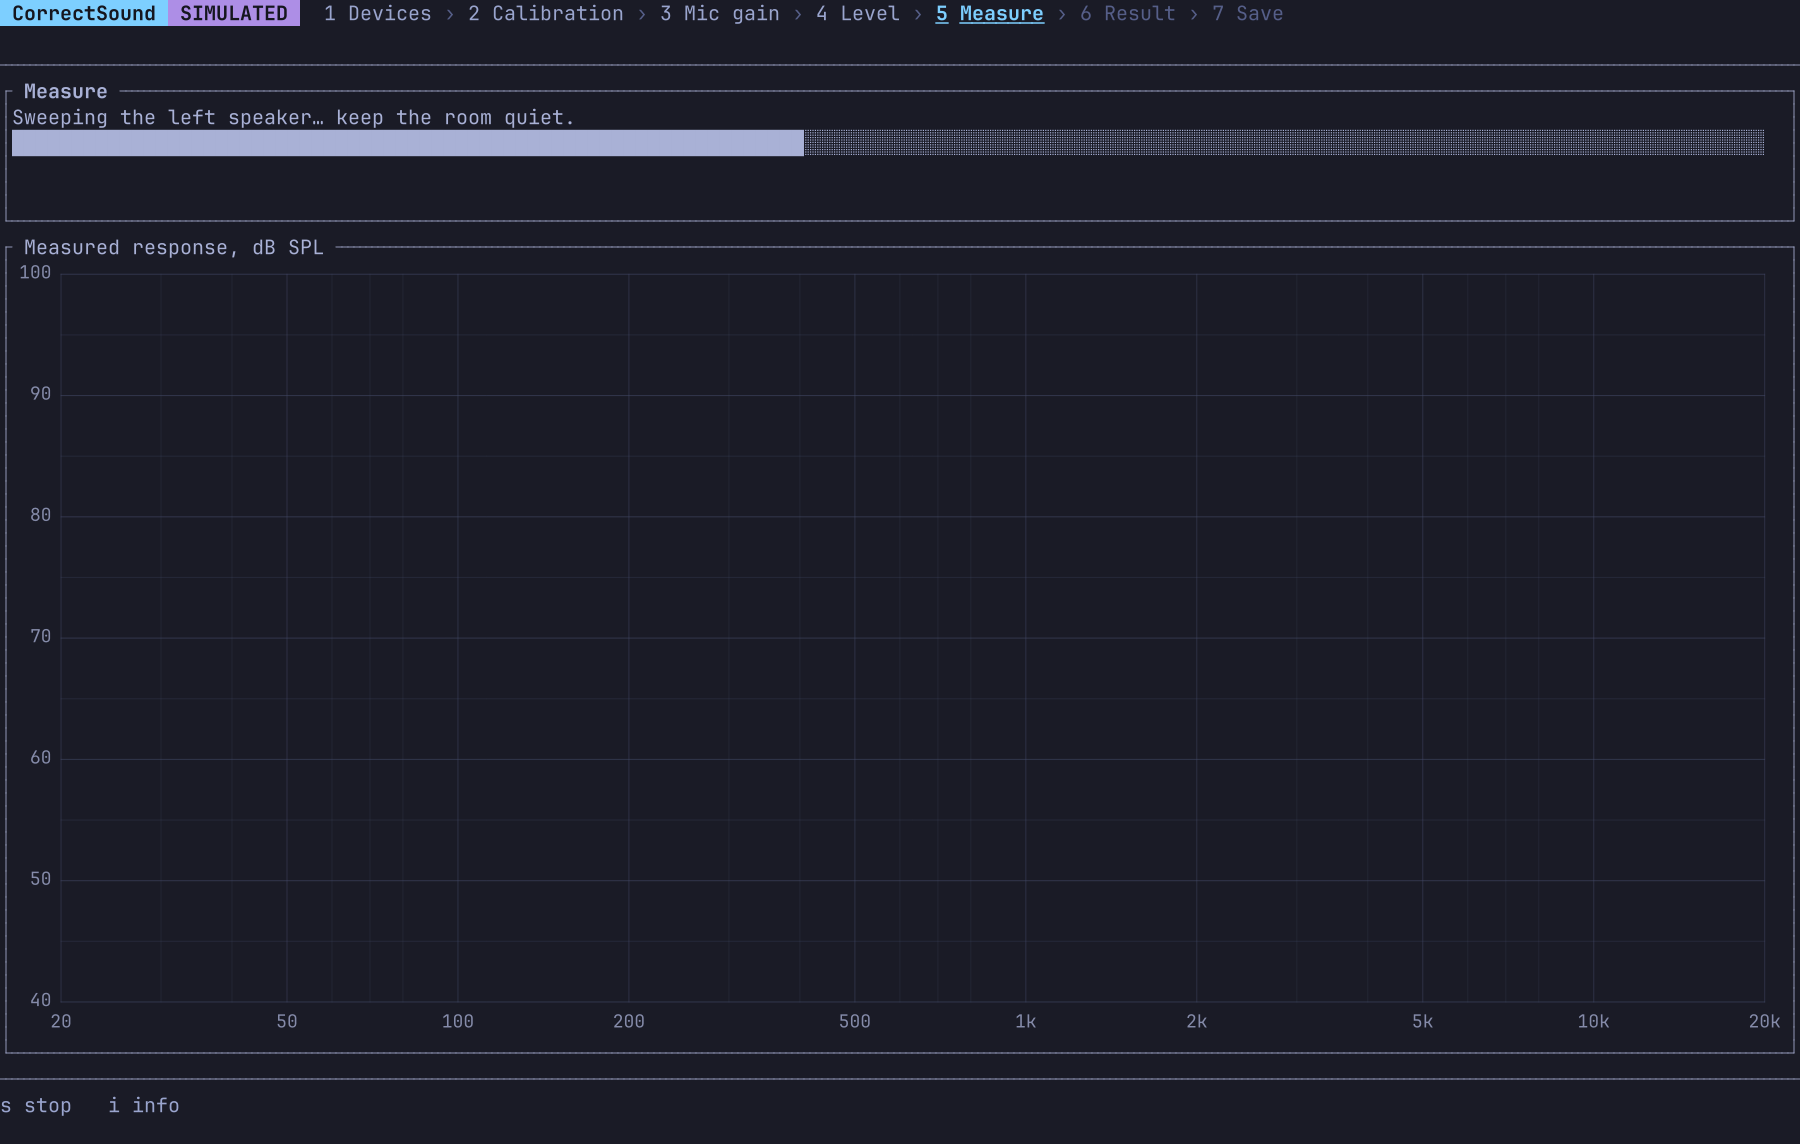 CorrectSound SIMULATED 1 Devices › 2 Calibration › 3 Mic gain › 4 Level › 5 Measure › 6 Result › 7 Save
Measure
Sweeping the left speaker… keep the room quiet.
Measured response, dB SPL
100
90
80
70
60
50
40
20 50 100 200 500 1k 2k 5k 10k 20k
s stop i info